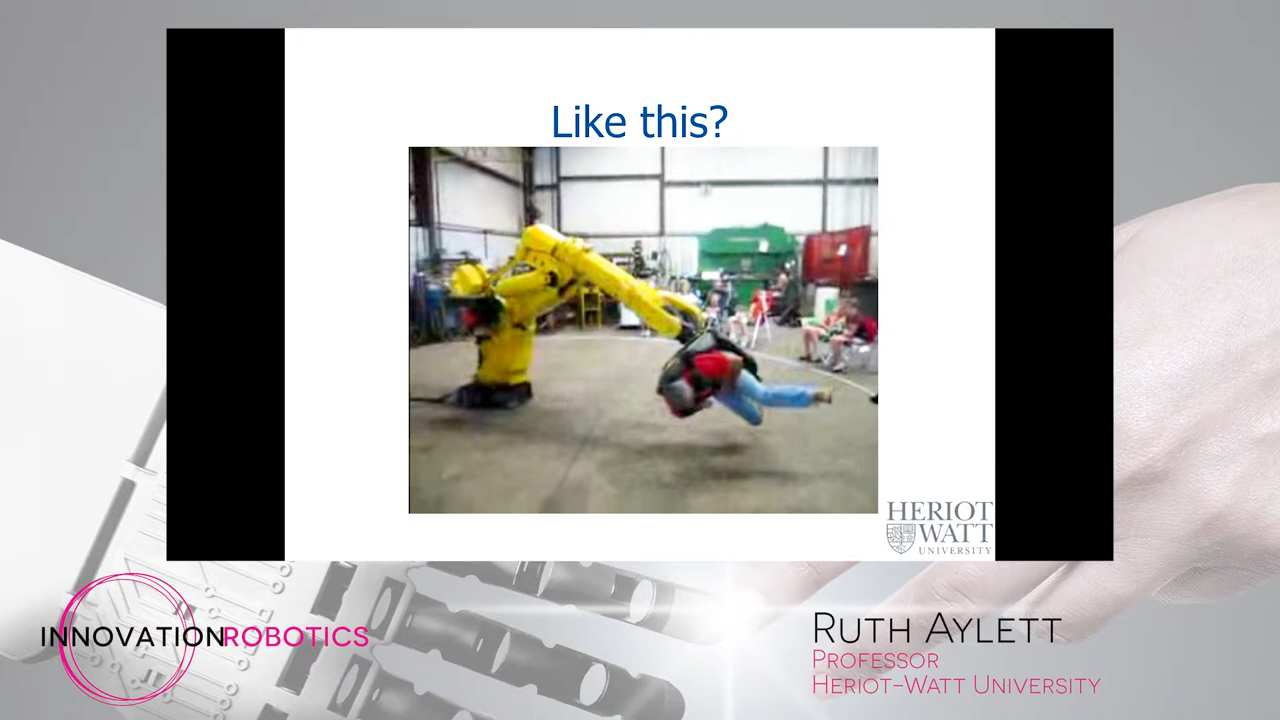 Like this?
HERIOT
WATT
UNIVERSITY
INNOVATIONROBOTICS
RUTH AYLETT
PROFESSOR
HERIOT-WATT UNIVERSITY